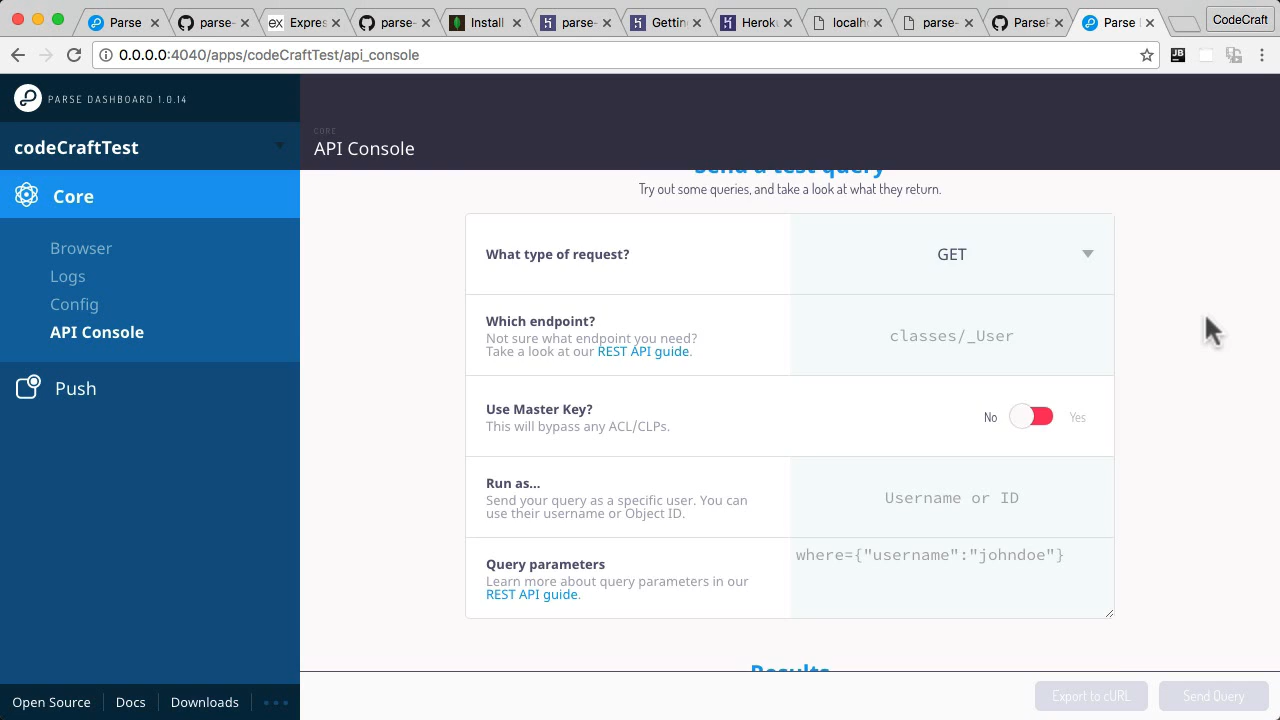 Parse
parse-
Expres
parse-
Install
parse-
Gettin
Heroku
localh
parse-
ParseP
Parse
CodeCraft
0.0.0.0:4040/apps/codeCraftTest/api_console
JB
PARSE DASHBOARD 1.0.14
codeCraftTest
CORE
API Console
Core
Browser
Logs
Config
API Console
Push
Send a test query
Try out some queries, and take a look at what they return.
What type of request?
GET
Which endpoint?
Not sure what endpoint you need?
Take a look at our REST API guide.
classes/_User
Use Master Key?
This will bypass any ACL/CLPs.
No
Yes
Run as...
Send your query as a specific user. You can
use their username or Object ID.
Username or ID
Query parameters
Learn more about query parameters in our
REST API guide.
where={"username":"johndoe"}
Results
Open Source
Docs
Downloads
Export to cURL
Send Query